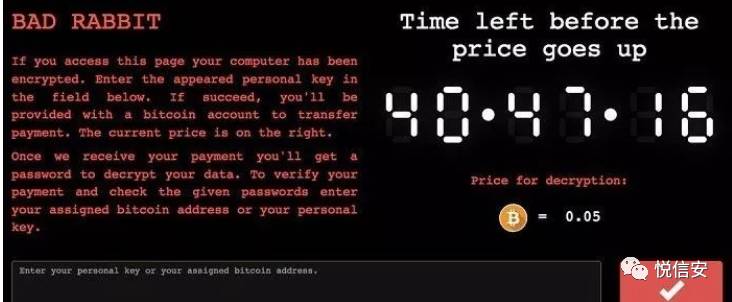 BAD RABBIT
If you access this page your computer has been
encrypted. Enter the appeared personal key in
the field below. If succeed, you'll be
provided with a bitcoin account to transfer
payment. The current price is on the right.
Once we receive your payment you'll get a
password to decrypt your data. To verify your
payment and check the given passwords enter
your assigned bitcoin address or your personal
key.
Time left before the
price goes up
40.47.16
Price for decryption:
₿ = 0.05
Enter your personal key or your assigned bitcoin address.
悦信安